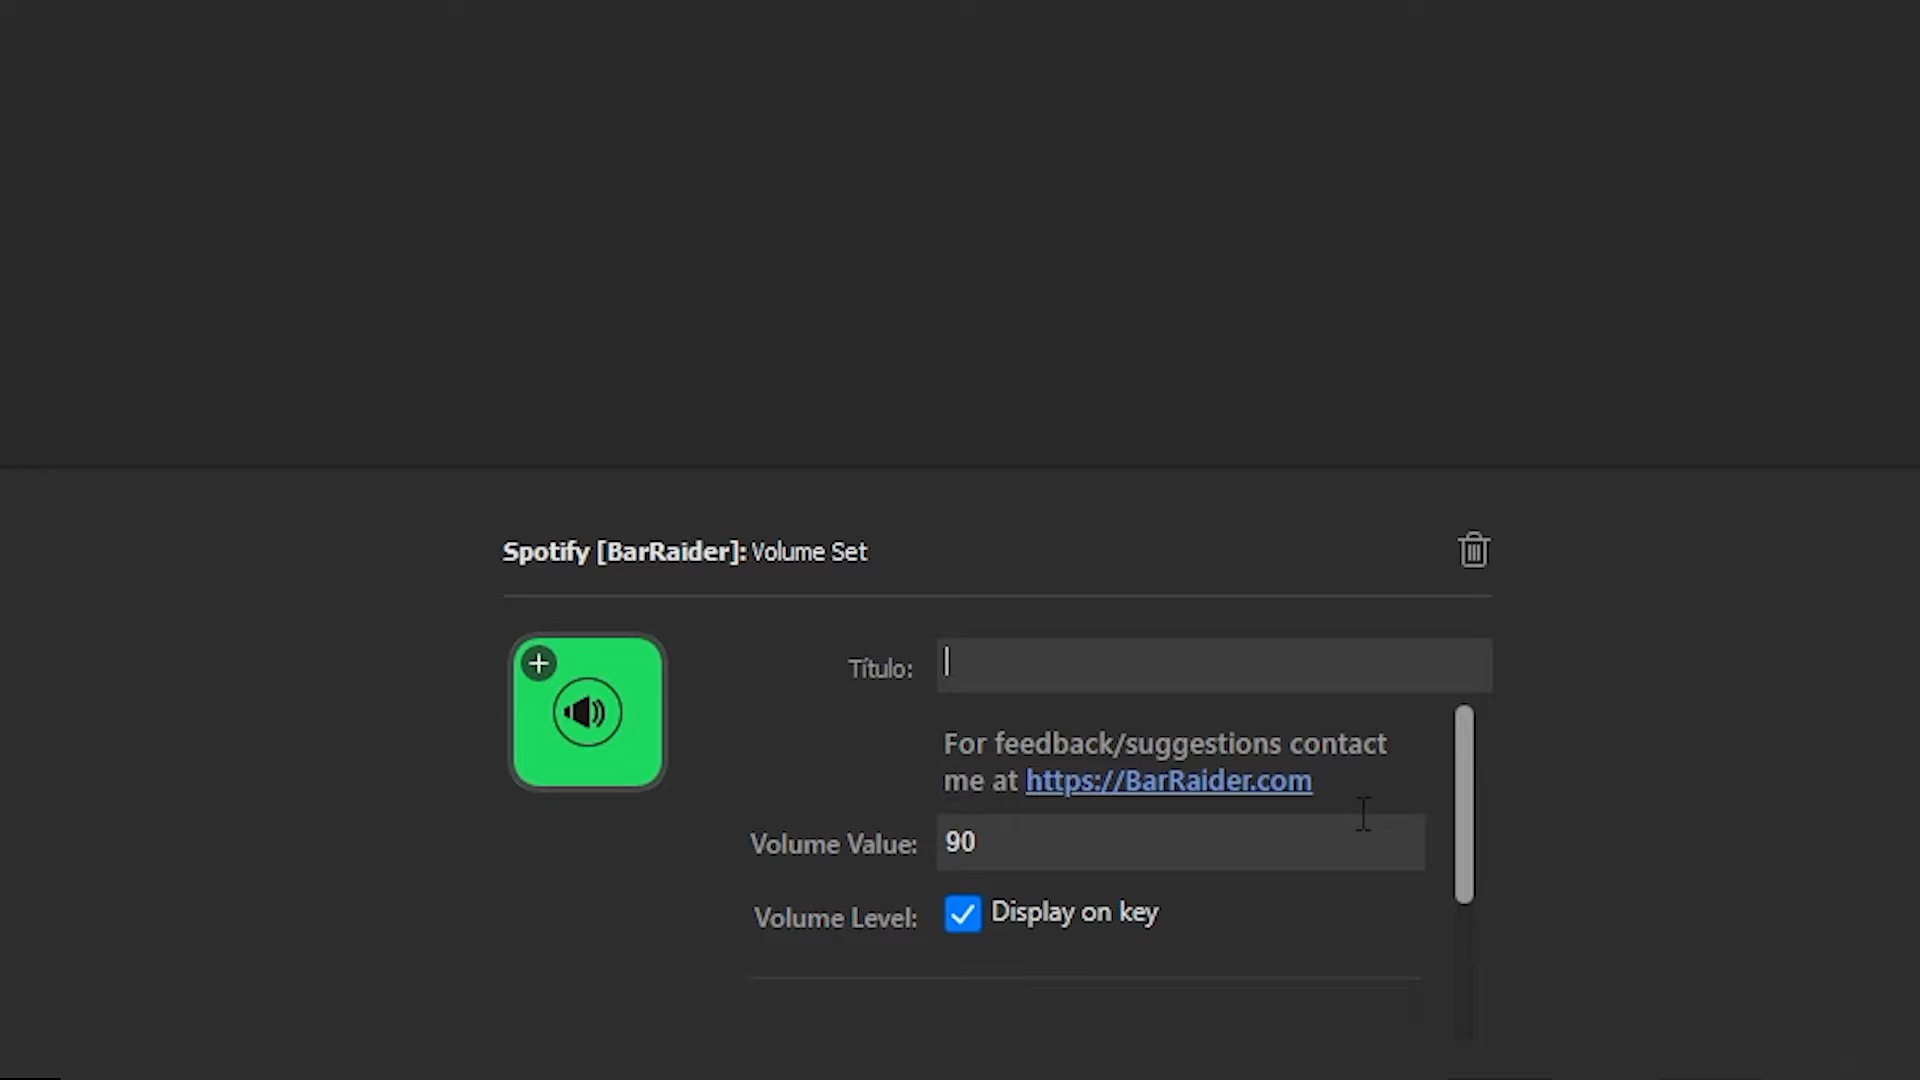 Spotify [BarRaider]: Volume Set
Título:
For feedback/suggestions contact
me at https://BarRaider.com
Volume Value: 90
Volume Level: Display on key